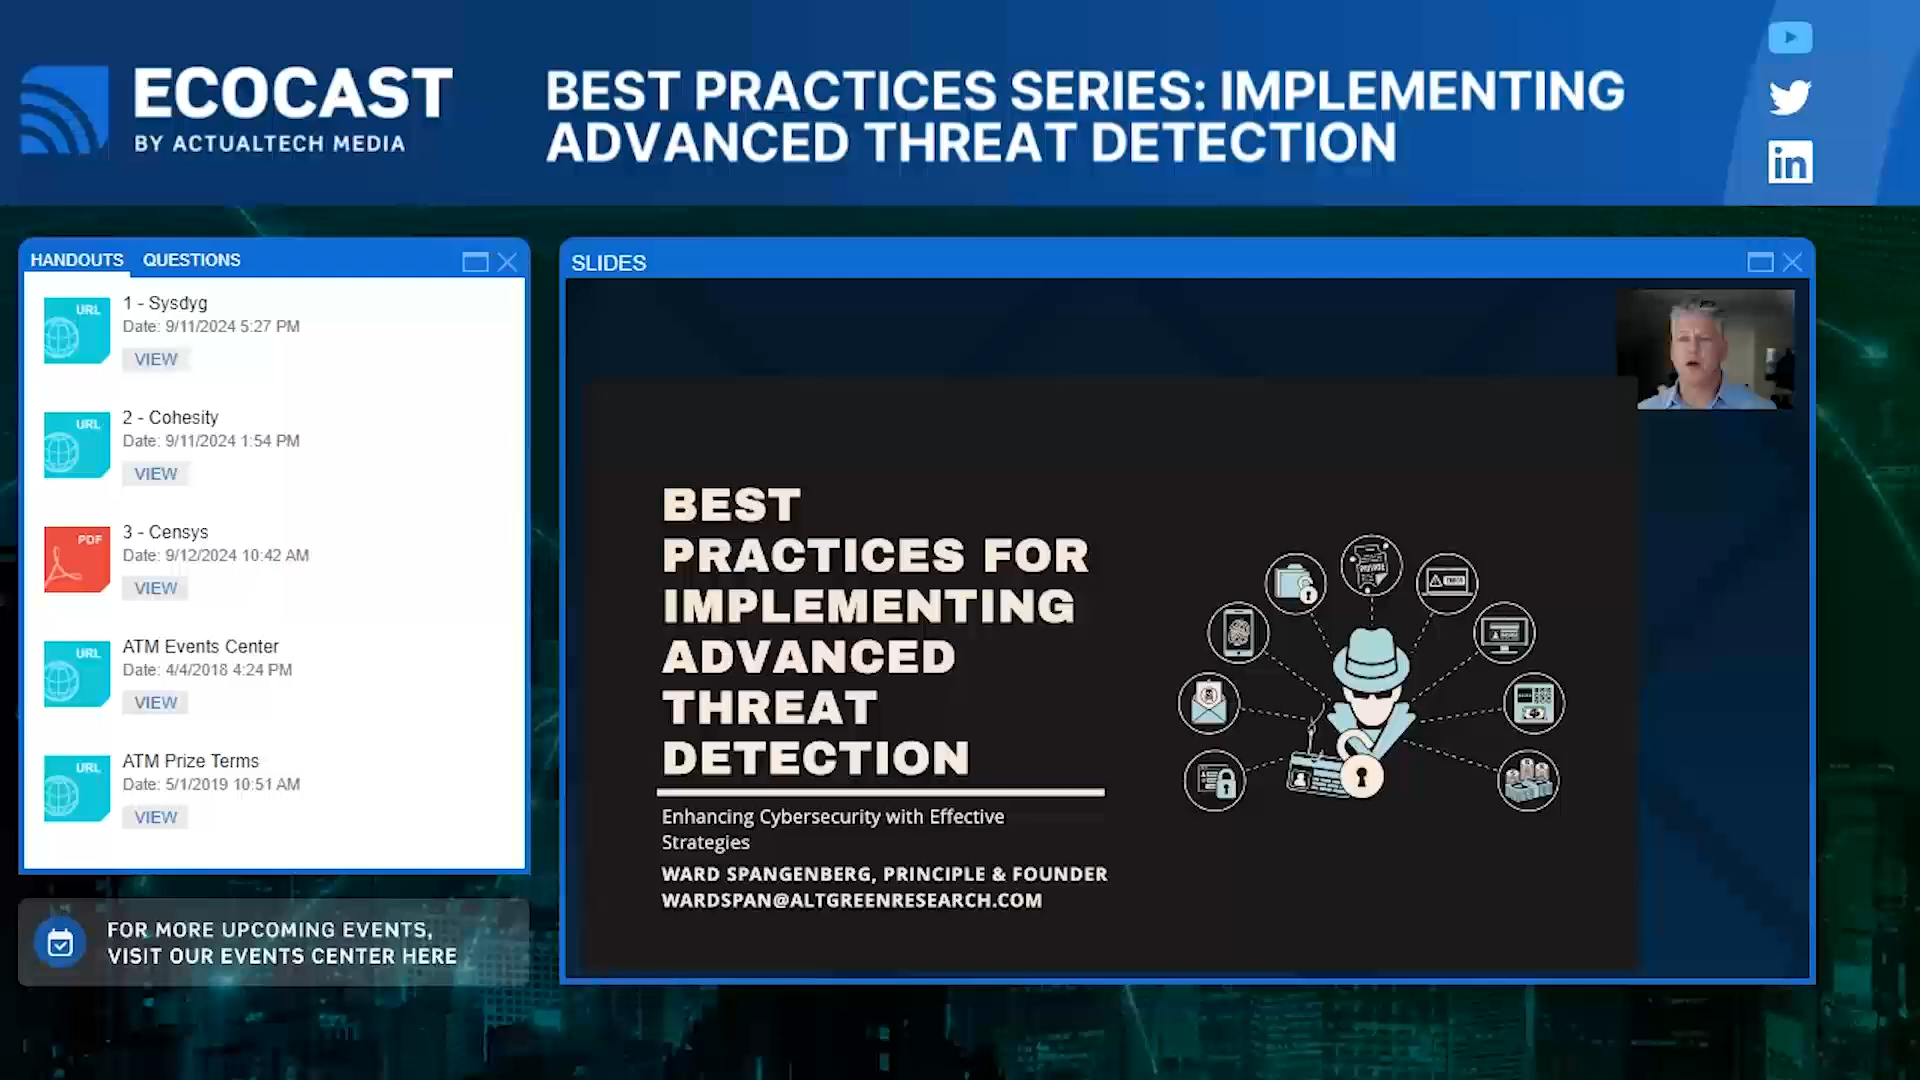 ECOCAST
BY ACTUALTECH MEDIA
BEST PRACTICES SERIES: IMPLEMENTING
ADVANCED THREAT DETECTION
in
HANDOUTS QUESTIONS
URL
1 - Sysdyg
Date: 9/11/2024 5:27 PM
VIEW
URL
2 - Cohesity
Date: 9/11/2024 1:54 PM
VIEW
PDF
3 - Censys
Date: 9/12/2024 10:42 AM
VIEW
URL
ATM Events Center
Date: 4/4/2018 4:24 PM
VIEW
URL
ATM Prize Terms
Date: 5/1/2019 10:51 AM
VIEW
FOR MORE UPCOMING EVENTS,
VISIT OUR EVENTS CENTER HERE
SLIDES
BEST
PRACTICES FOR
IMPLEMENTING
ADVANCED
THREAT
DETECTION
Enhancing Cybersecurity with Effective
Strategies
WARD SPANGENBERG, PRINCIPLE & FOUNDER
WARDSPAN@ALTGREENRESEARCH.COM